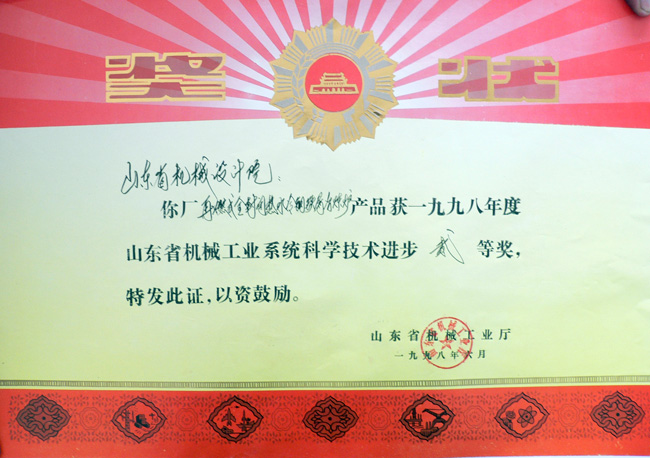 奖 状
山东省机械设计院:
你厂 产品获一九九八年度
山东省机械工业系统科学技术进步 贰 等奖,
特发此证,以资鼓励。
山东省机械工业厅
一九九八年六月